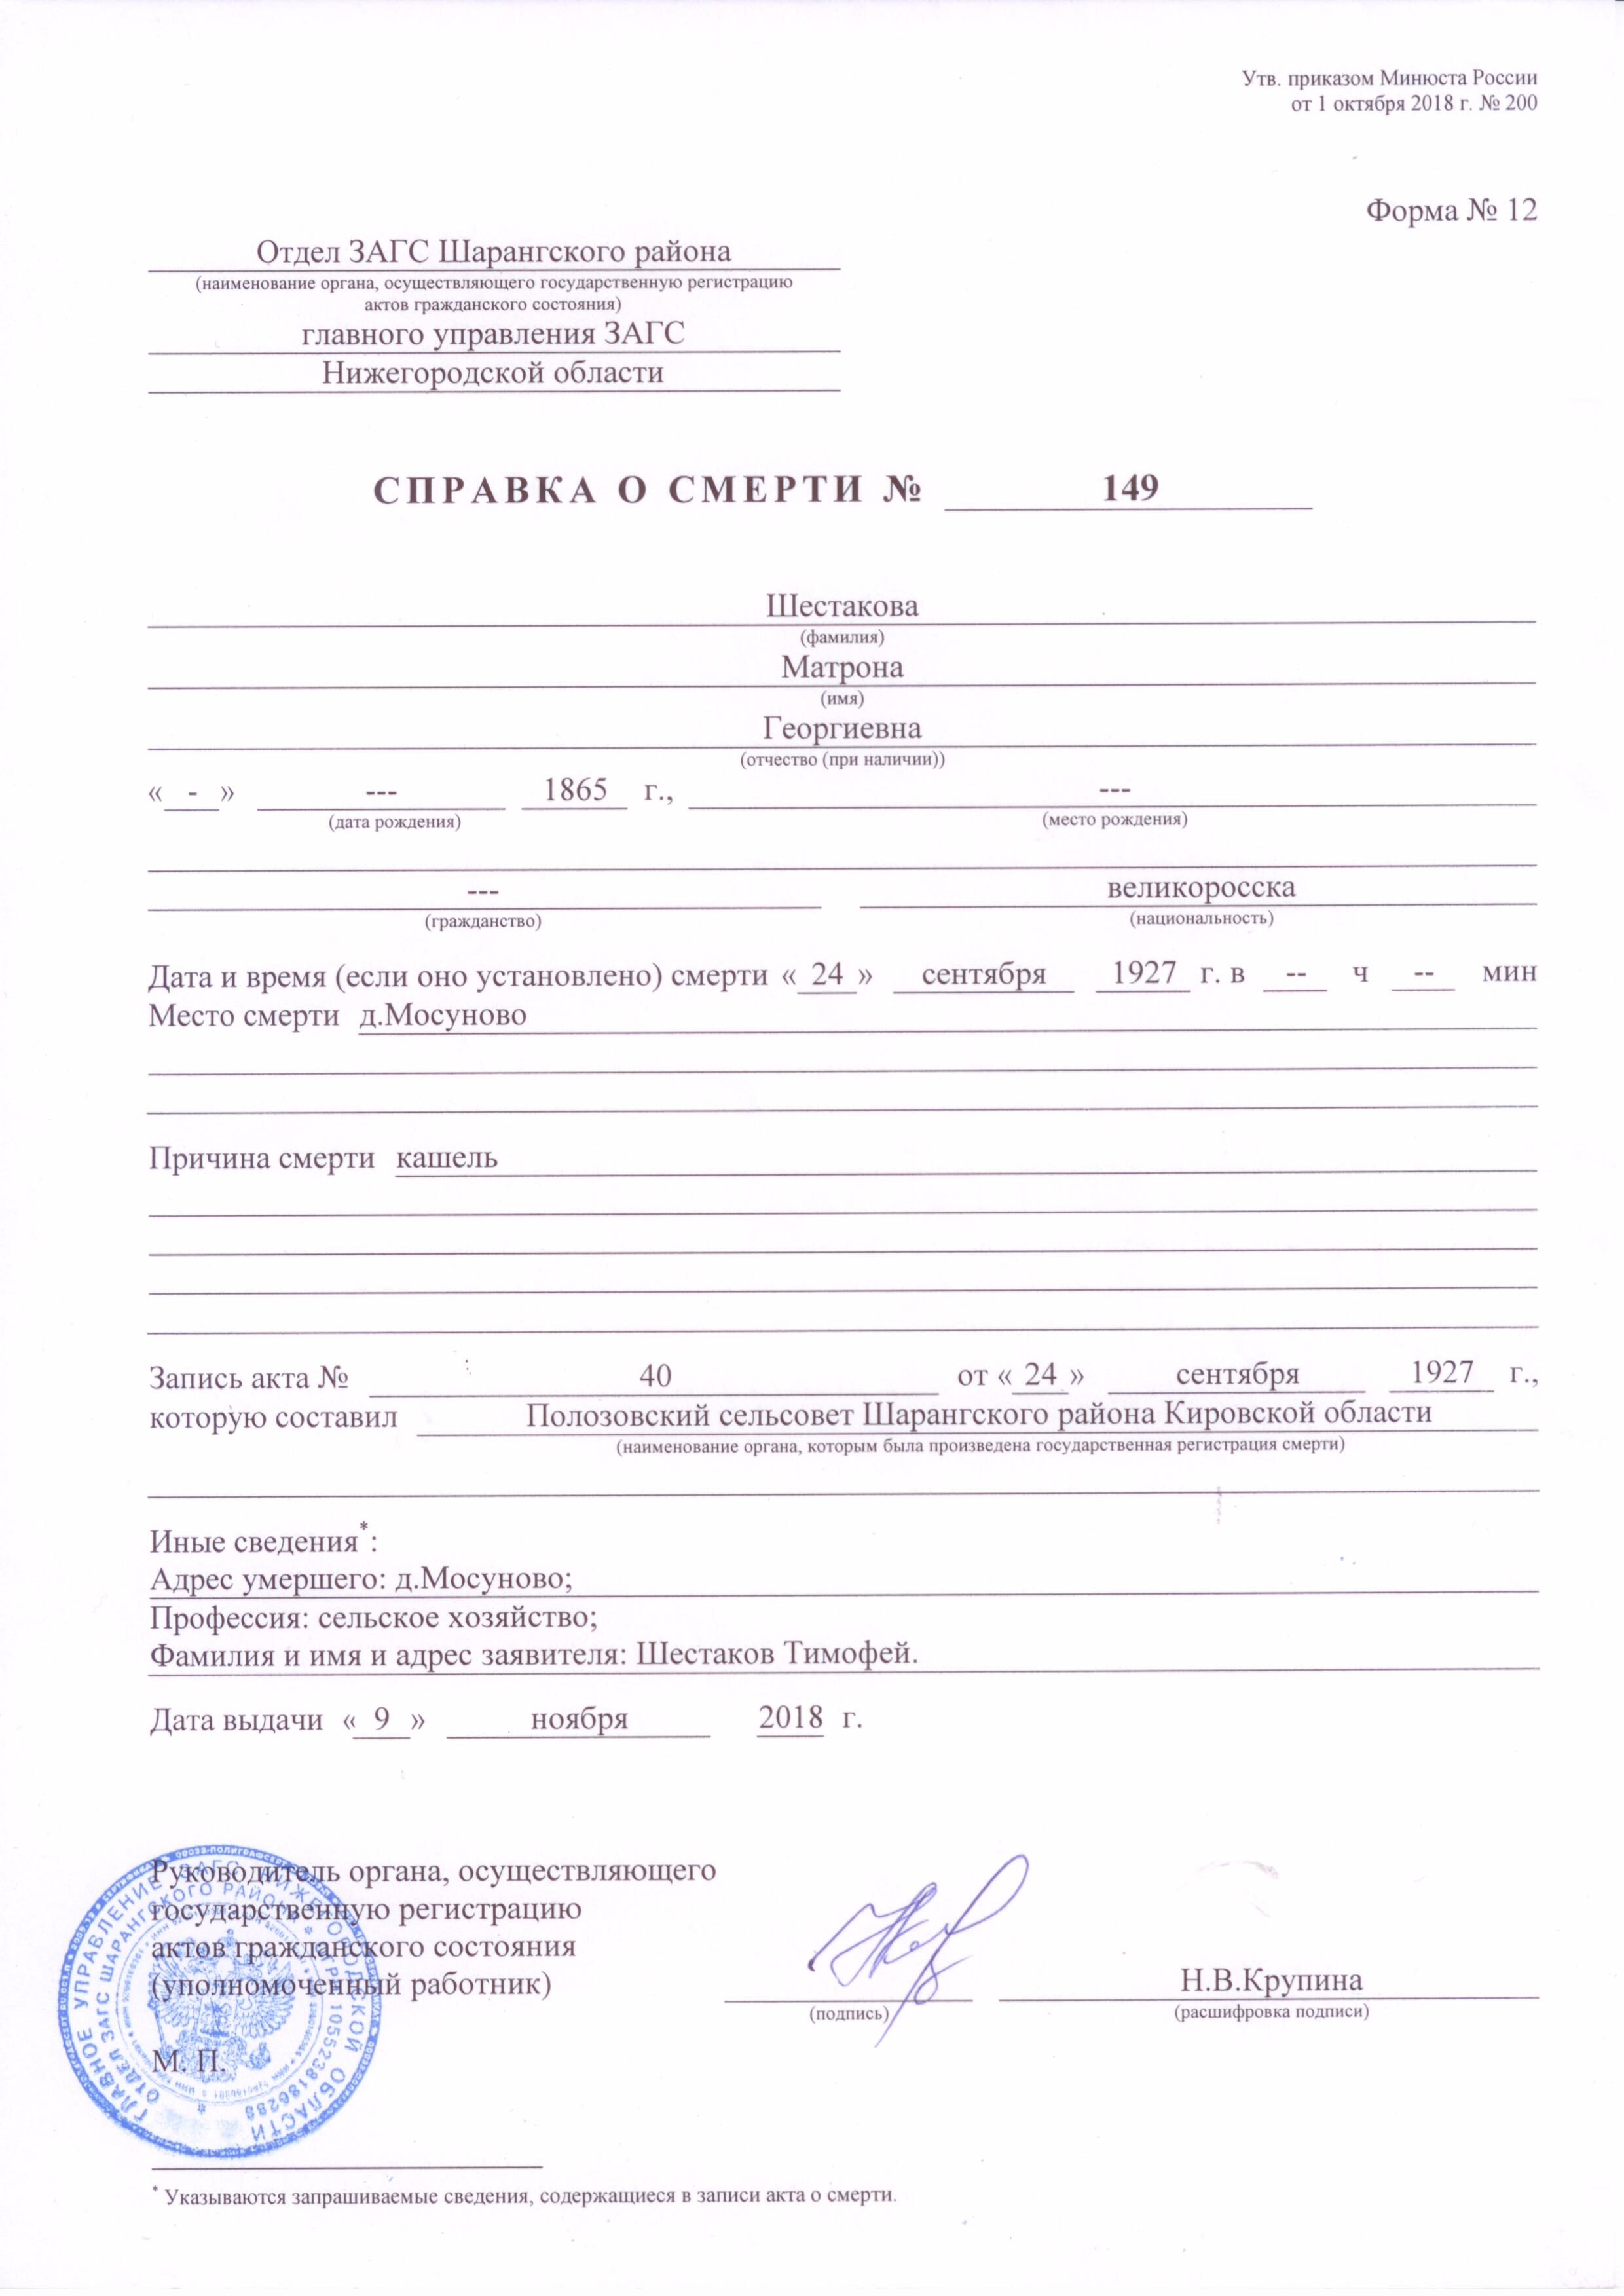 Утв. приказом Минюста России
от 1 октября 2018 г. № 200
Форма № 12
Отдел ЗАГС Шарангского района
(наименование органа, осуществляющего государственную регистрацию
актов гражданского состояния)
главного управления ЗАГС
Нижегородской области
СПРАВКА О СМЕРТИ № 149
Шестакова
(фамилия)
Матрона
(имя)
Георгиевна
(отчество (при наличии))
« - » --- 1865 г., ---
(дата рождения) (место рождения)
--- великоросска
(гражданство) (национальность)
Дата и время (если оно установлено) смерти « 24 » сентября 1927 г. в -- ч -- мин
Место смерти д.Мосуново
Причина смерти кашель
Запись акта № 40 от « 24 » сентября 1927 г.,
которую составил Полозовский сельсовет Шарангского района Кировской области
(наименование органа, которым была произведена государственная регистрация смерти)
Иные сведения*:
Адрес умершего: д.Мосуново;
Профессия: сельское хозяйство;
Фамилия и имя и адрес заявителя: Шестаков Тимофей.
Дата выдачи « 9 » ноября 2018 г.
Руководитель органа, осуществляющего
государственную регистрацию
актов гражданского состояния
(уполномоченный работник) Н.В.Крупина
(подпись) (расшифровка подписи)
М. П.
ГЛАВНОЕ УПРАВЛЕНИЕ ЗАГС НИЖЕГОРОДСКОЙ ОБЛАСТИ
ОТДЕЛ ЗАГС ШАРАНГСКОГО РАЙОНА
* Указываются запрашиваемые сведения, содержащиеся в записи акта о смерти.